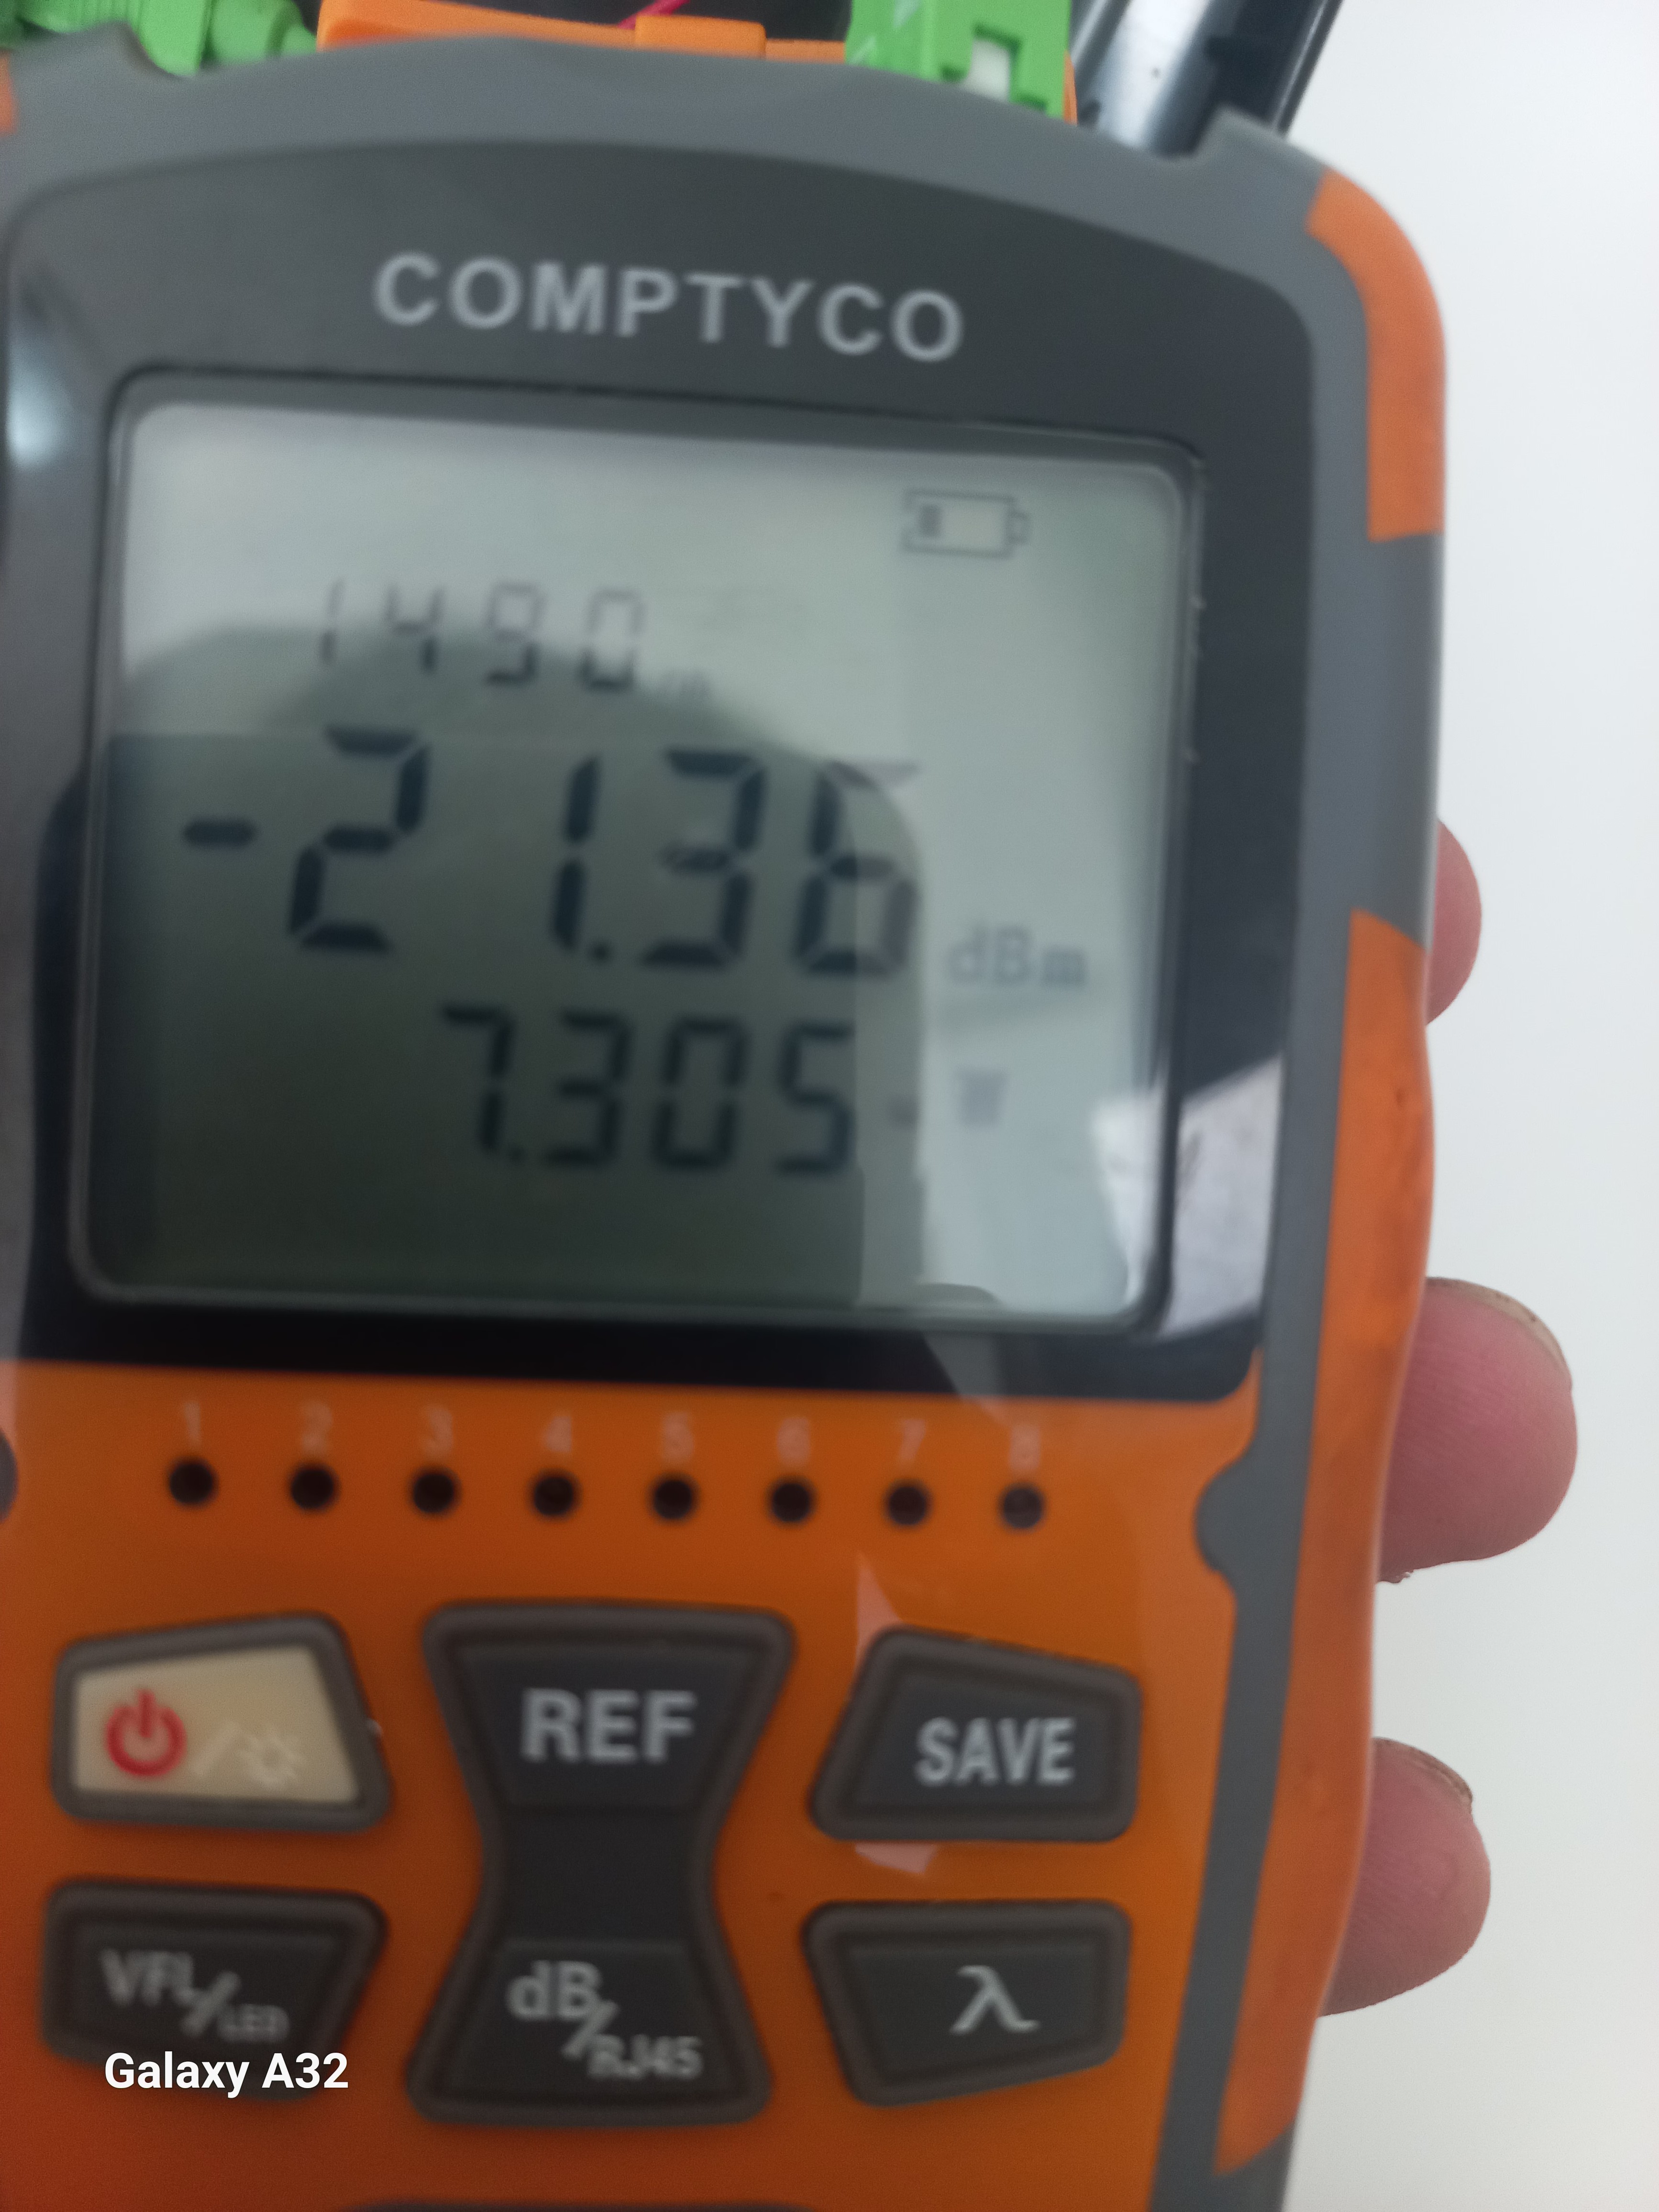 COMPTYCO
1490nm
-21.36 dBm
7.305 W
1 2 3 4 5 6 7 8
REF
SAVE
VFL/LED
dB/RJ45
λ
Galaxy A32